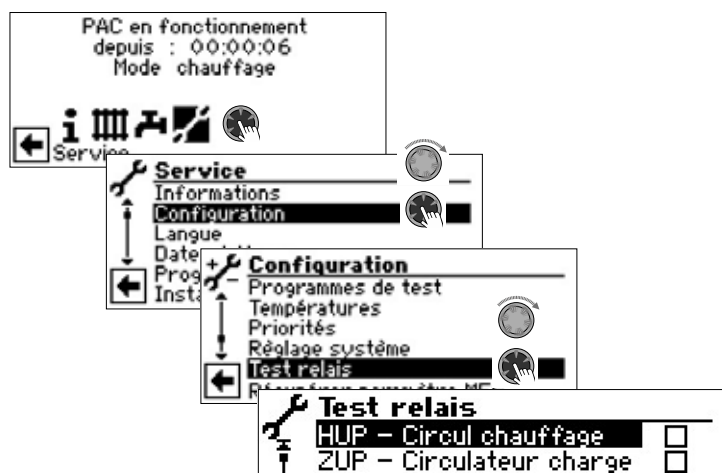 PAC en fonctionnement
depuis : 00:00:06
Mode chauffage
Service
Service
Informations
Configuration
Langue
Date
Prog
Insta
Configuration
Programmes de test
Températures
Priorités
Réglage système
Test relais
Test relais
HUP – Circul chauffage
ZUP – Circulateur charge